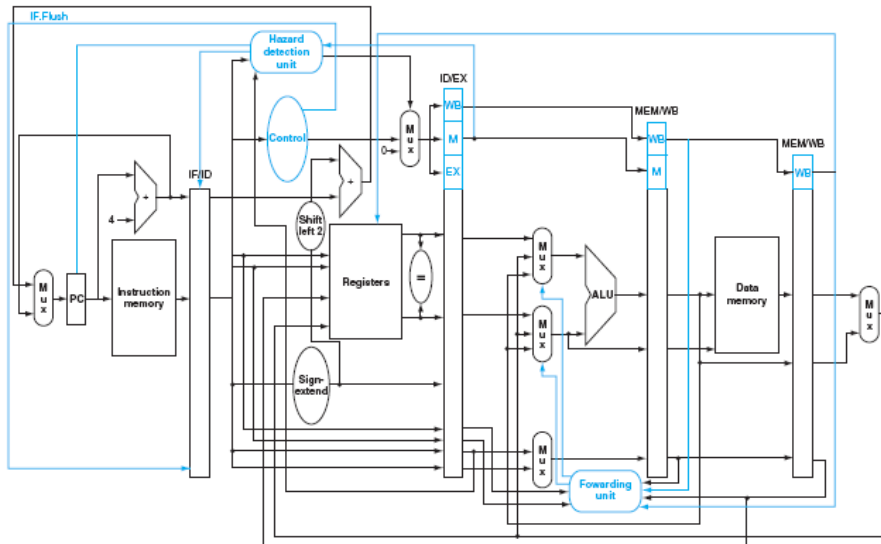 IF.Flush
Hazard
detection
unit
ID/EX
WB
M
EX
Control
M
u
x
0
MEM/WB
WB
M
MEM/WB
WB
IF/ID
+
4
+
Shift
left 2
Registers
=
M
u
x
PC
Instruction
memory
M
u
x
ALU
M
u
x
Data
memory
M
u
x
Sign-
extend
M
u
x
Fowarding
unit